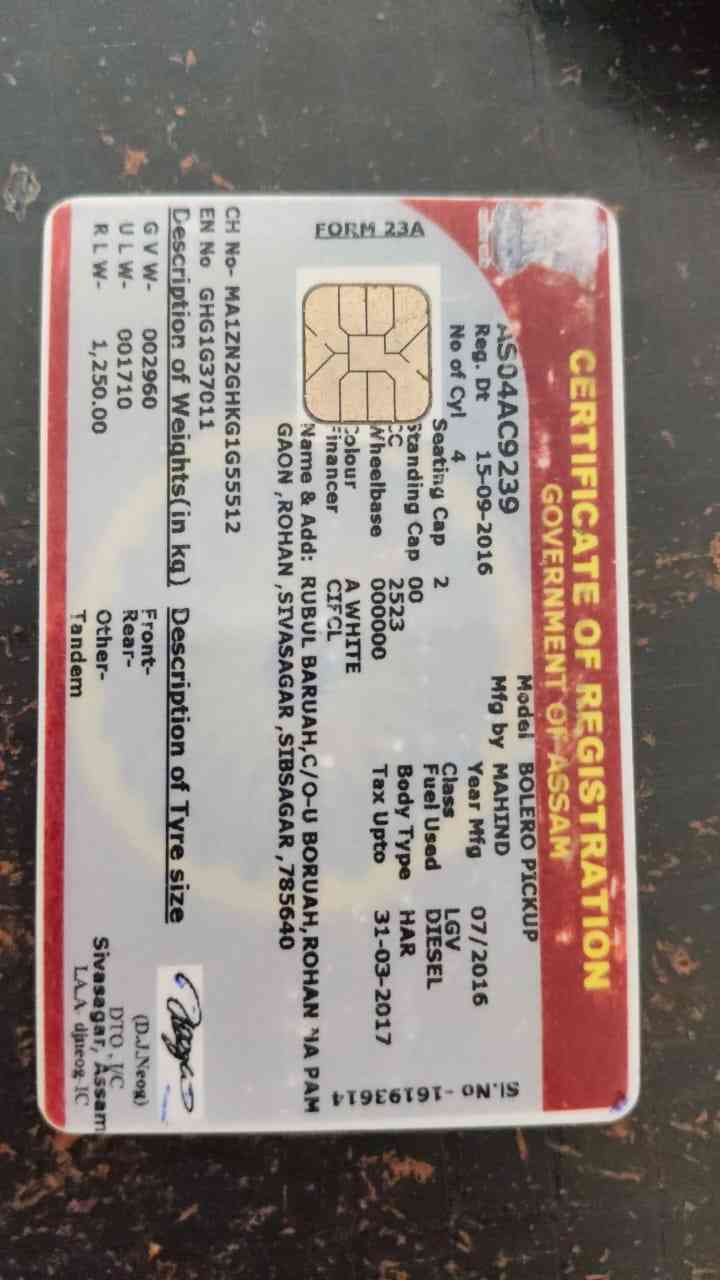 CERTIFICATE OF REGISTRATION
GOVERNMENT OF ASSAM
AS04AC9239 Model BOLERO PICKUP
Reg. Dt 15-09-2016 Mfg by MAHIND
No of Cyl 4 Year Mfg 07/2016
Seating Cap 2 Class LGV
Standing Cap 00 Fuel Used DIESEL
CC 2523 Body Type HAR
Wheelbase 000000 Tax Upto 31-03-2017
Colour A WHITE
Financer CIFCL
Name & Add: RUBUL BARUAH,C/O-U BORUAH,ROHAN PAM
GAON ,ROHAN ,SIVASAGAR ,SIBSAGAR ,785640
FORM 23A
Sl.No -16193614
CH No- MA1ZN2GHKG1G55512
EN No GHG1G37011
Description of Weights(in kg) Description of Tyre size
G V W- 002960 Front-
U L W- 001710 Rear-
R L W- 1,250.00 Other-
Tandem
(D.J.Neog)
DTO - I/C
Sivasagar, Assam
I.A.A djneog-IC